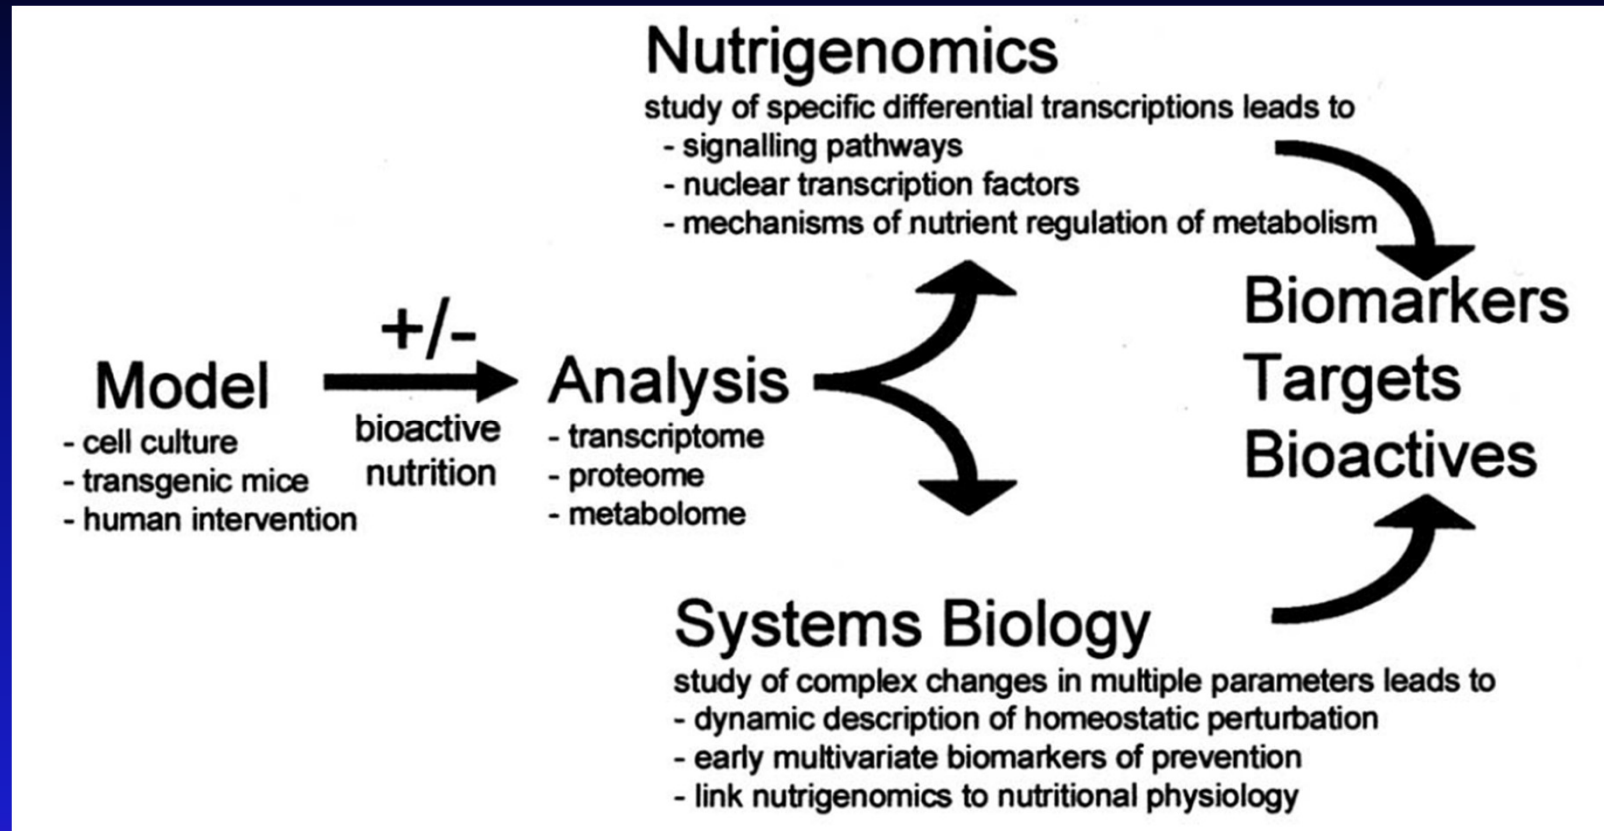 Nutrigenomics
study of specific differential transcriptions leads to
- signalling pathways
- nuclear transcription factors
- mechanisms of nutrient regulation of metabolism
+/-
bioactive
nutrition
Model
- cell culture
- transgenic mice
- human intervention
Analysis
- transcriptome
- proteome
- metabolome
Biomarkers
Targets
Bioactives
Systems Biology
study of complex changes in multiple parameters leads to
- dynamic description of homeostatic perturbation
- early multivariate biomarkers of prevention
- link nutrigenomics to nutritional physiology